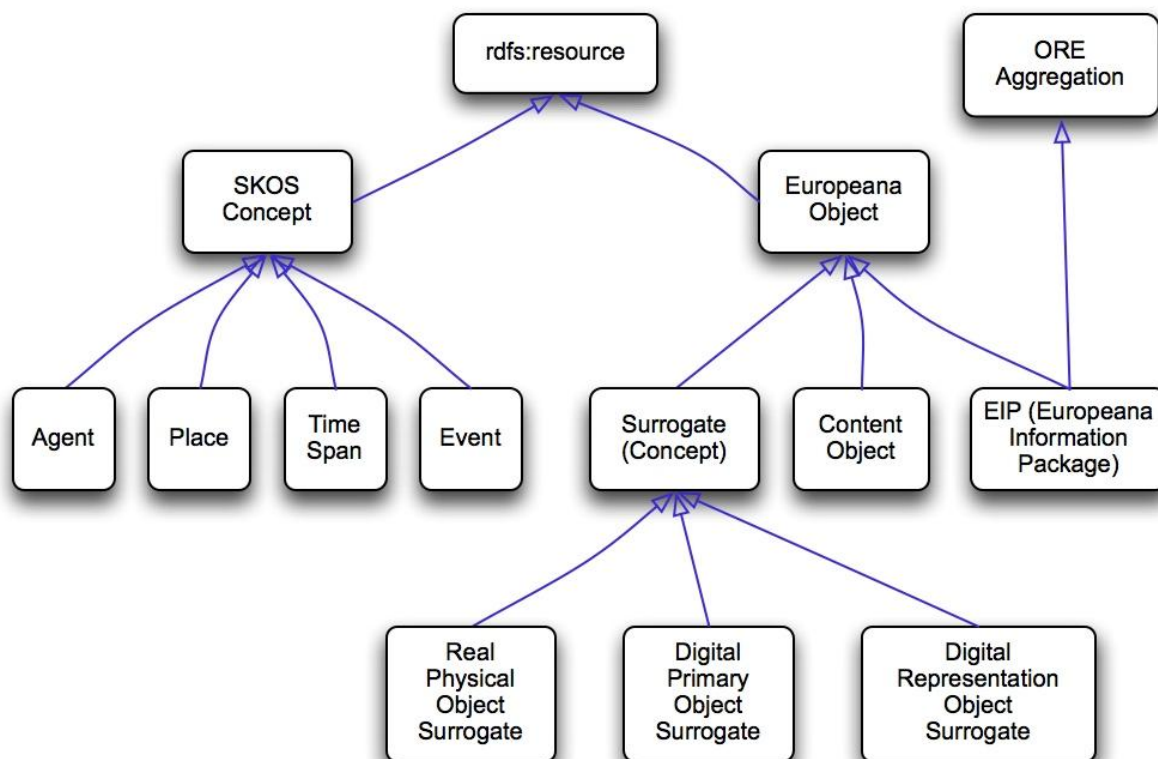 rdfs:resource
ORE
Aggregation
SKOS
Concept
Europeana
Object
Agent
Place
Time
Span
Event
Surrogate
(Concept)
Content
Object
EIP (Europeana
Information
Package)
Real
Physical
Object
Surrogate
Digital
Primary
Object
Surrogate
Digital
Representation
Object
Surrogate